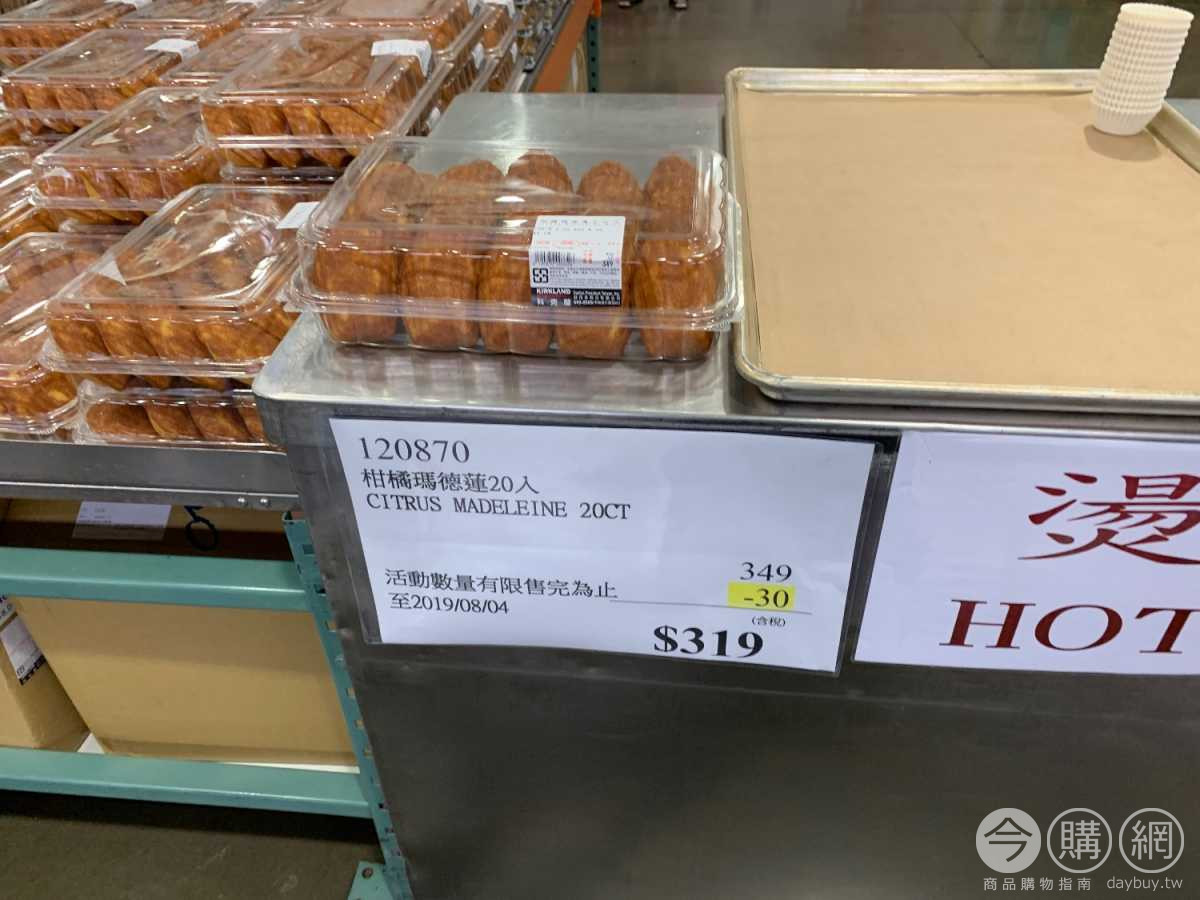 349
KIRKLAND
120870
柑橘瑪德蓮20入
CITRUS MADELEINE 20CT
349
活動數量有限售完為止
-30
至2019/08/04
(含稅)
$319
燙
HOT
今購網
商品購物指南 daybuy.tw